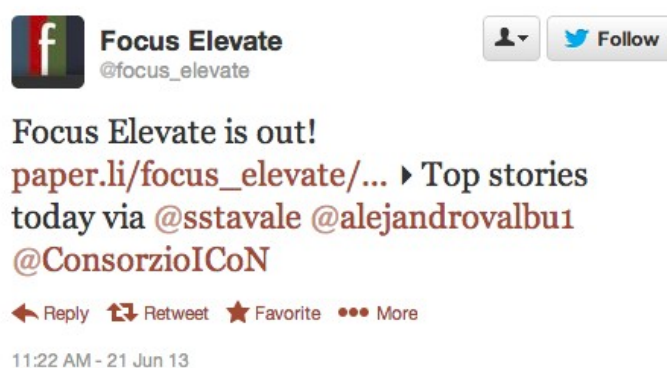 f
Focus Elevate
@focus_elevate
Follow
Focus Elevate is out!
paper.li/focus_elevate/... ▸ Top stories
today via @sstavale @alejandrovalbu1
@ConsorzioICoN
Reply Retweet Favorite ••• More
11:22 AM - 21 Jun 13